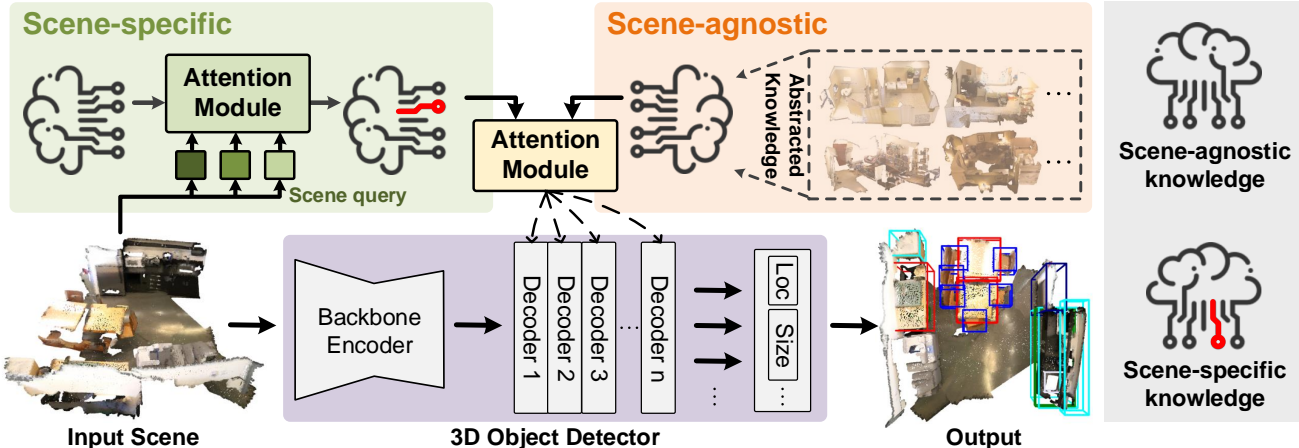 Scene-specific
Attention
Module
Scene query
Attention
Module
Scene-agnostic
Abstracted
Knowledge
...
...
Scene-agnostic
knowledge
Scene-specific
knowledge
Backbone
Encoder
Decoder 1
Decoder 2
Decoder 3
...
Decoder n
...
Loc
Size
...
Input Scene
3D Object Detector
Output